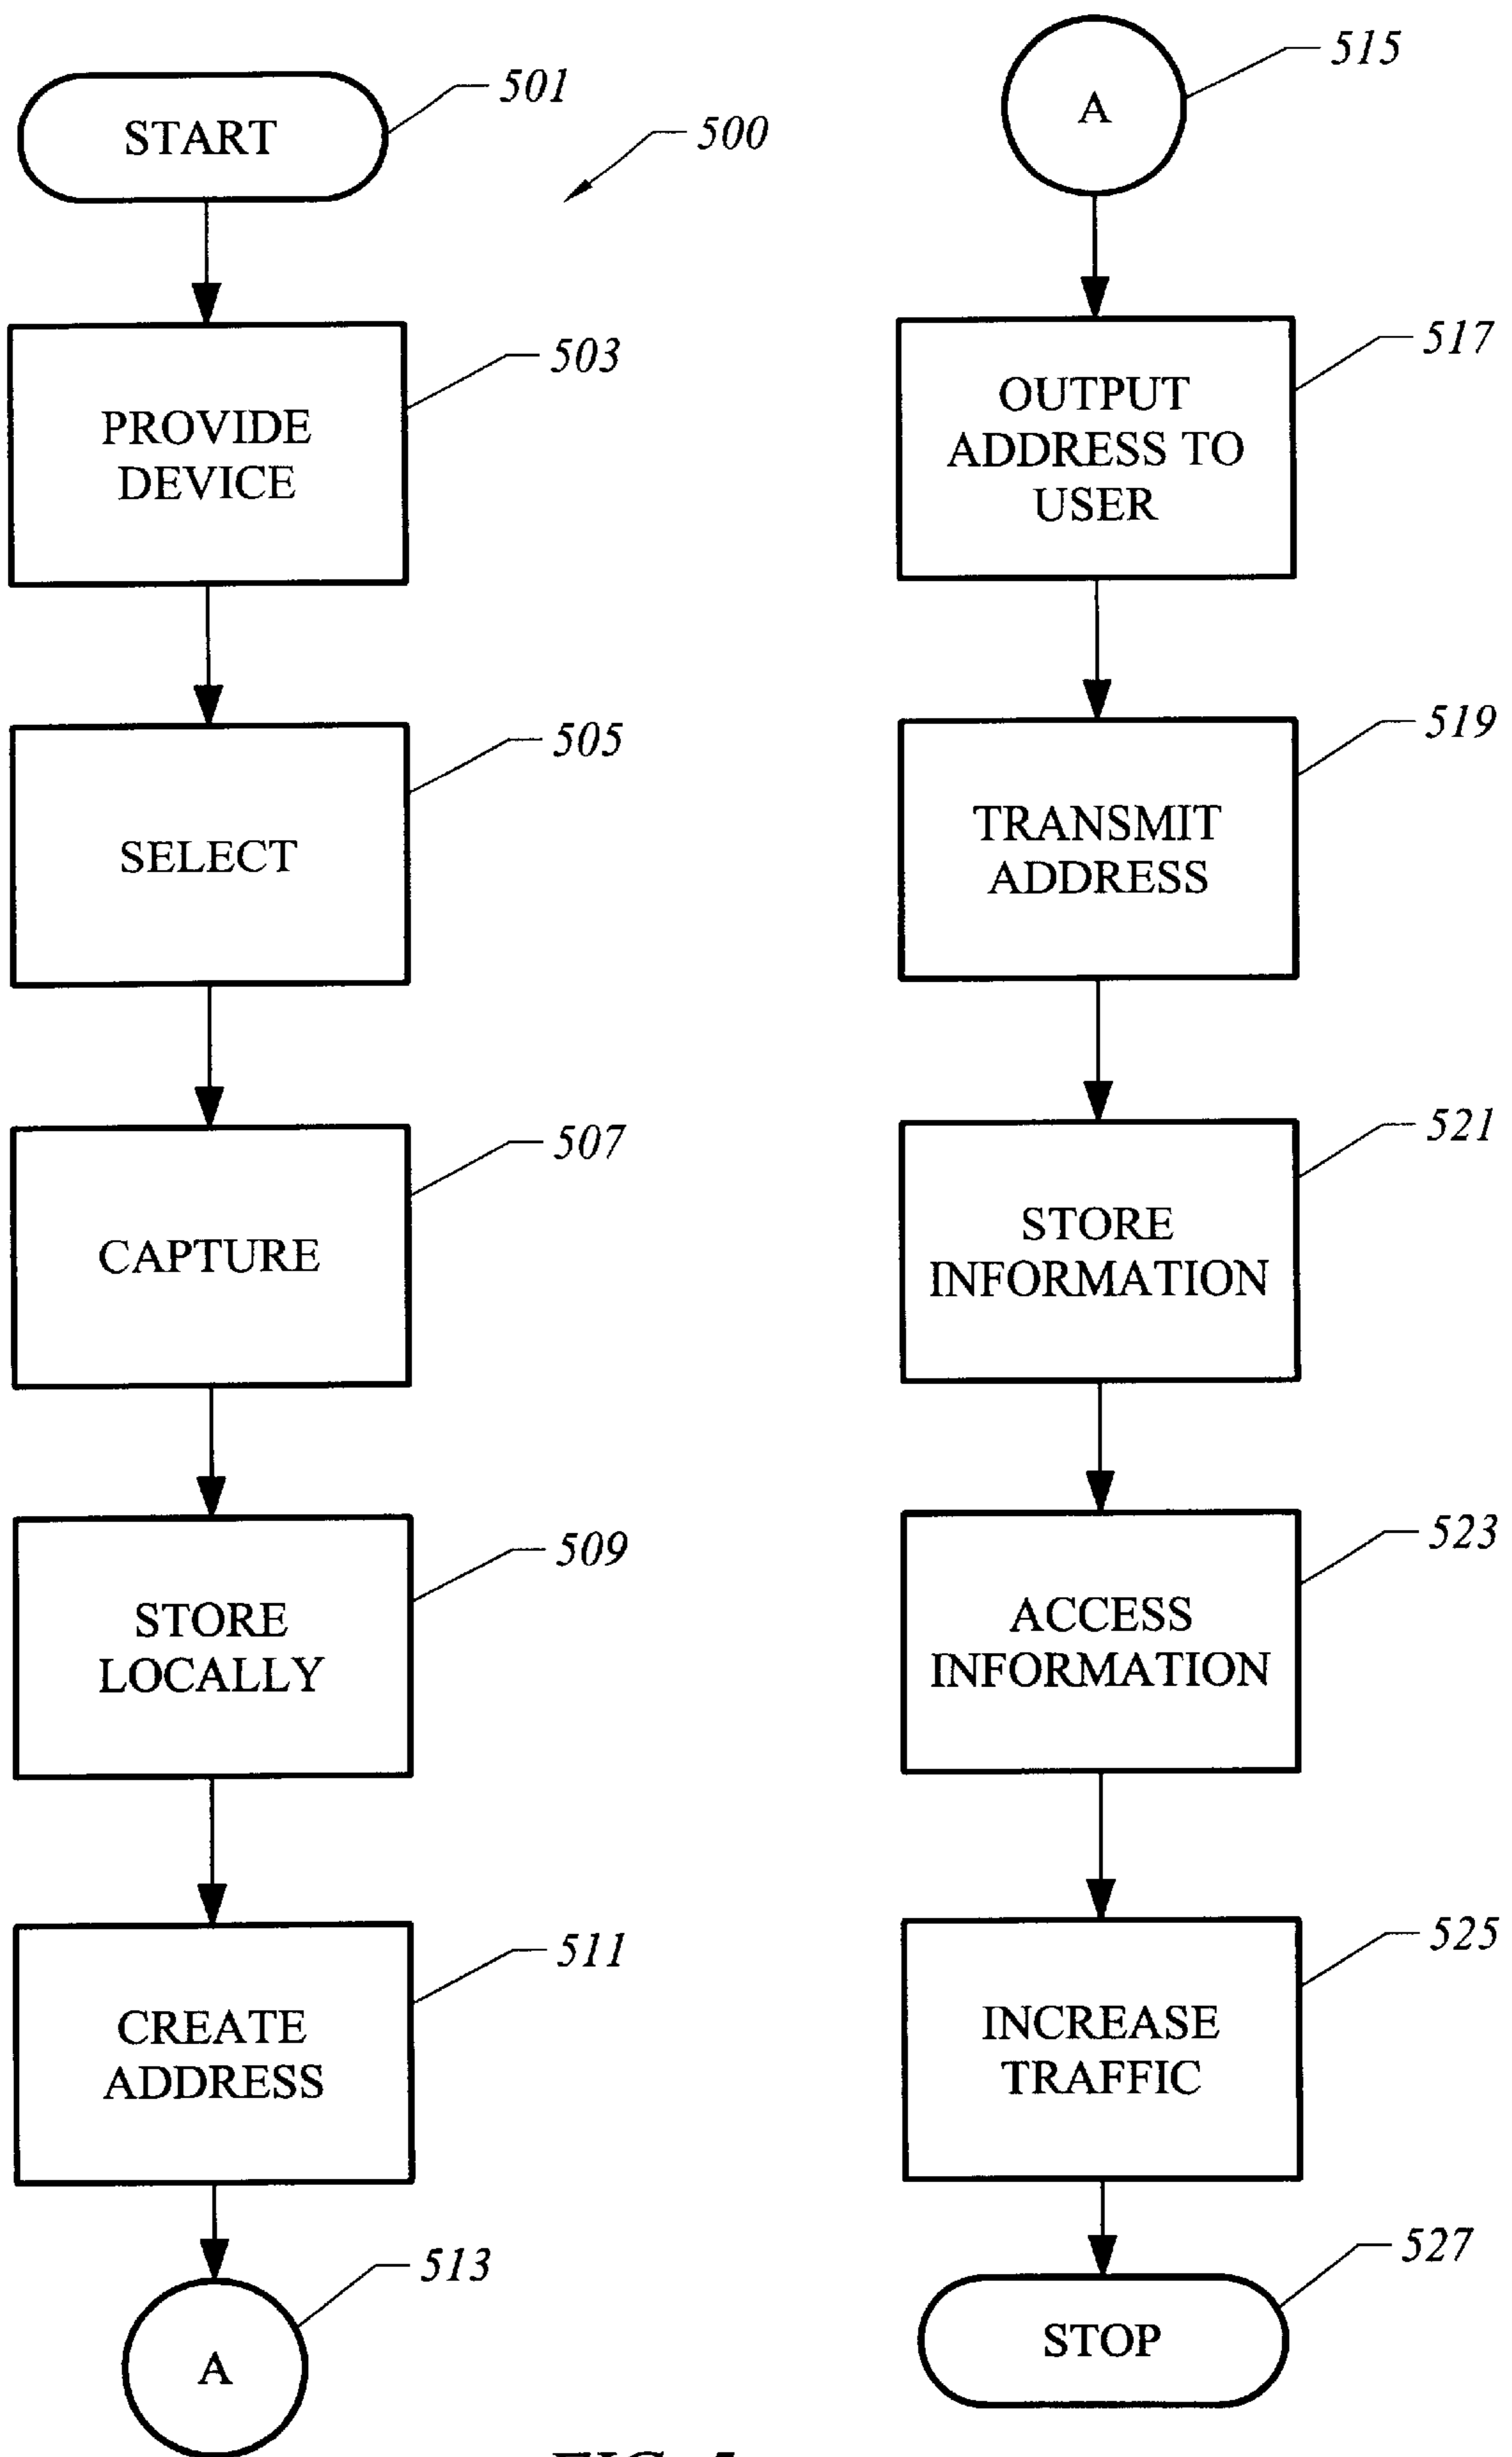 START
501
500
PROVIDE
DEVICE
503
SELECT
505
CAPTURE
507
STORE
LOCALLY
509
CREATE
ADDRESS
511
A
513
A
515
OUTPUT
ADDRESS TO
USER
517
TRANSMIT
ADDRESS
519
STORE
INFORMATION
521
ACCESS
INFORMATION
523
INCREASE
TRAFFIC
525
STOP
527